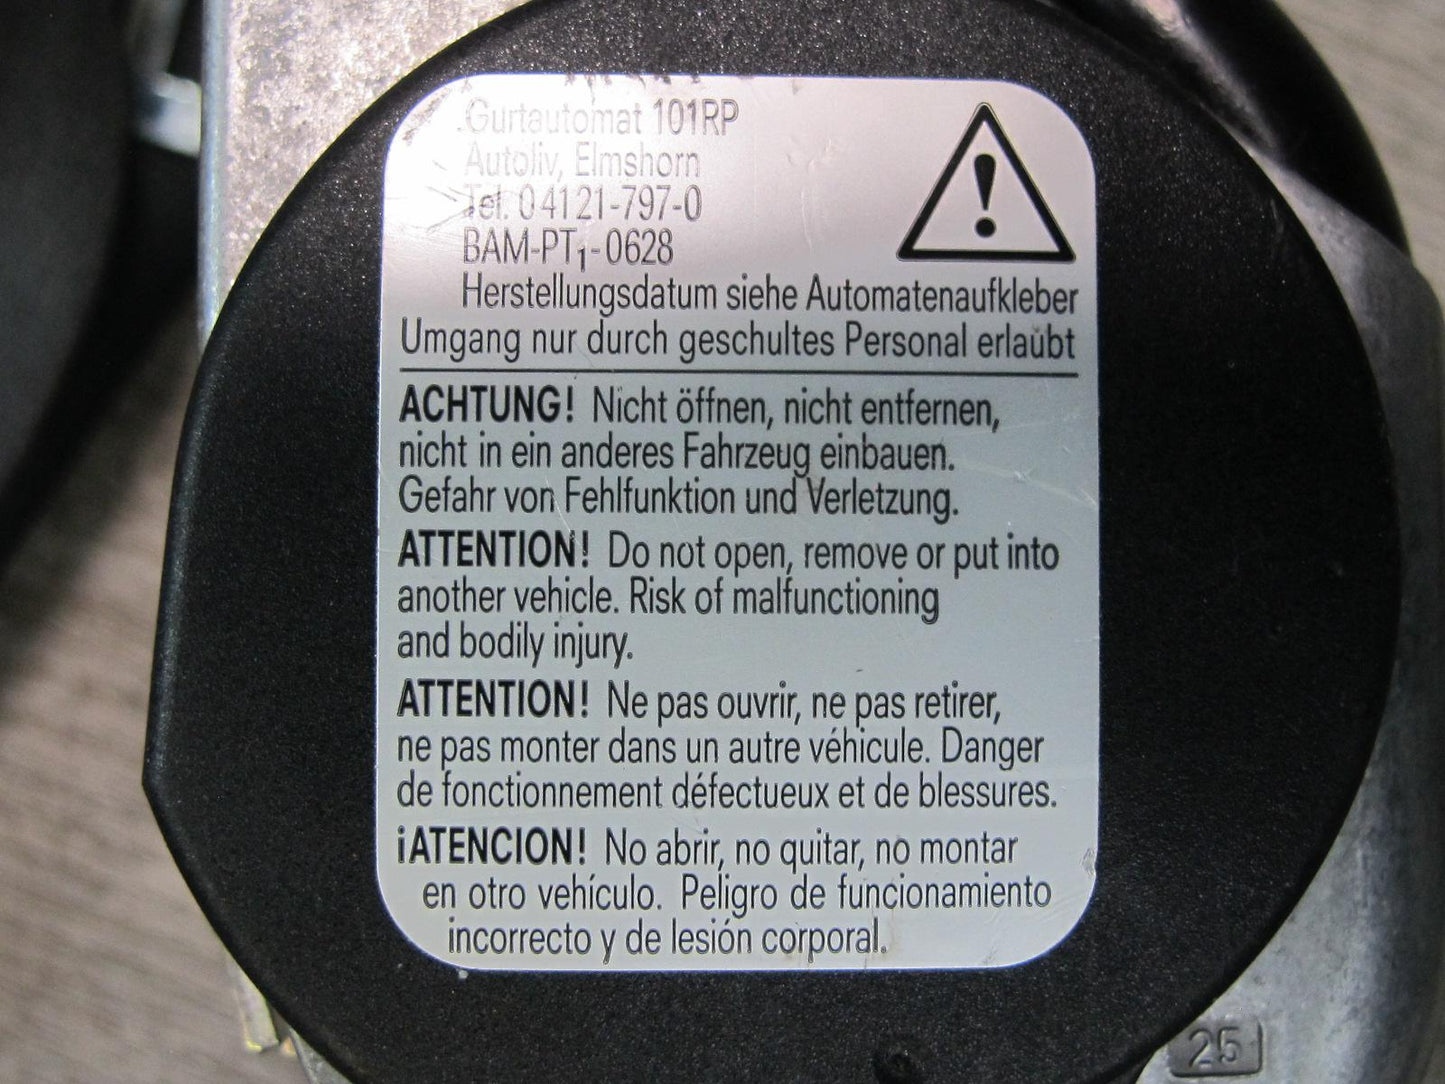 Gurtautomat 101RP
Autoliv, Elmshorn
Tel. 04121-797-0
BAM-PT₁-0628
Herstellungsdatum siehe Automatenaufkleber
Umgang nur durch geschultes Personal erlaubt
ACHTUNG! Nicht öffnen, nicht entfernen,
nicht in ein anderes Fahrzeug einbauen.
Gefahr von Fehlfunktion und Verletzung.
ATTENTION! Do not open, remove or put into
another vehicle. Risk of malfunctioning
and bodily injury.
ATTENTION! Ne pas ouvrir, ne pas retirer,
ne pas monter dans un autre véhicule. Danger
de fonctionnement défectueux et de blessures.
¡ATENCION! No abrir, no quitar, no montar
en otro vehículo. Peligro de funcionamiento
incorrecto y de lesión corporal.
25